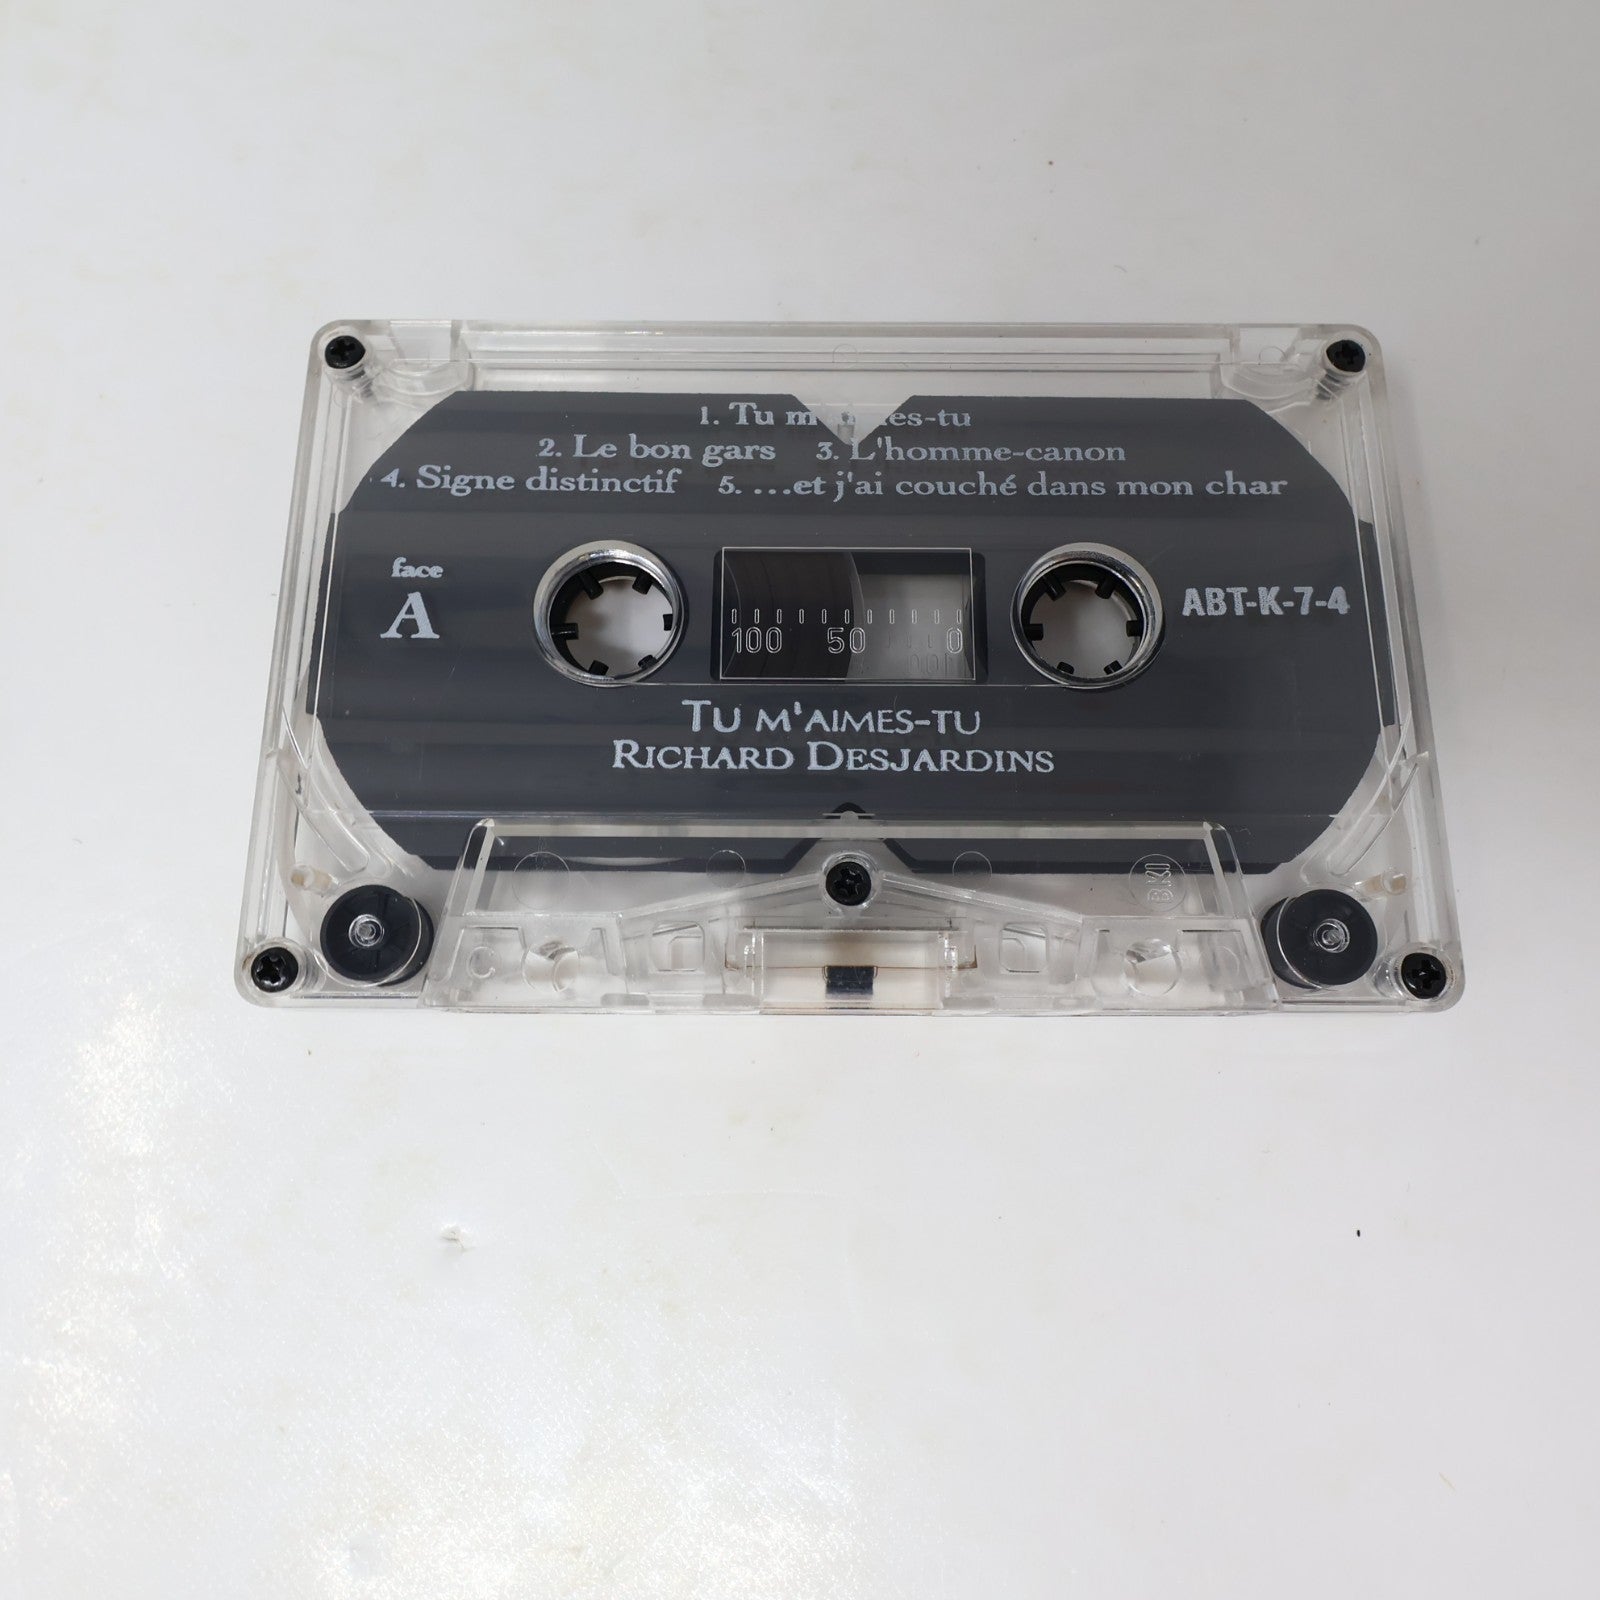 1. Tu m'aimes-tu
2. Le bon gars 3. L'homme-canon
4. Signe distinctif 5. ...et j'ai couché dans mon char
face
A
ABT-K-7-4
100 50 0
TU M'AIMES-TU
RICHARD DESJARDINS
BKI
C